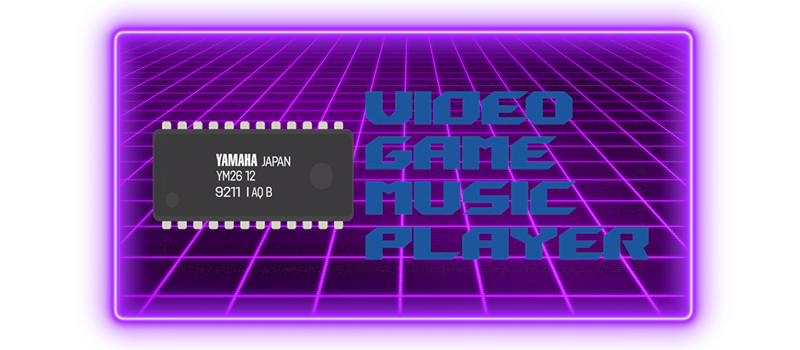 YAMAHA JAPAN
YM26 12
9211 I AQ B
VIDEO
GAME
MUSIC
PLAYER